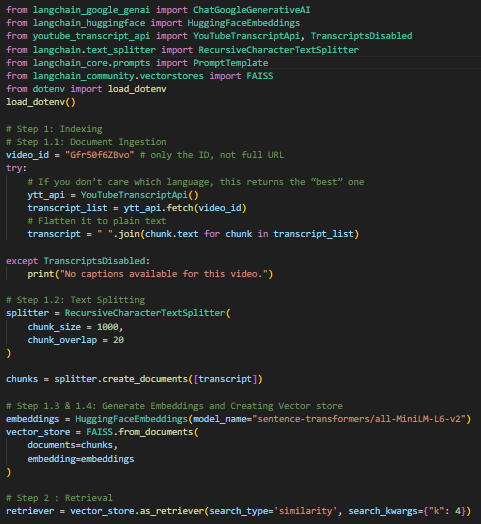 from langchain_google_genai import ChatGoogleGenerativeAI
from langchain_huggingface import HuggingFaceEmbeddings
from youtube_transcript_api import YouTubeTranscriptApi, TranscriptsDisabled
from langchain.text_splitter import RecursiveCharacterTextSplitter
from langchain_core.prompts import PromptTemplate
from langchain_community.vectorstores import FAISS
from dotenv import load_dotenv
load_dotenv()

# Step 1: Indexing
# Step 1.1: Document Ingestion
video_id = "Gfr50f6ZBvo" # only the ID, not full URL
try:
    # If you don’t care which language, this returns the “best” one
    ytt_api = YouTubeTranscriptApi()
    transcript_list = ytt_api.fetch(video_id)
    # Flatten it to plain text
    transcript = " ".join(chunk.text for chunk in transcript_list)

except TranscriptsDisabled:
    print("No captions available for this video.")

# Step 1.2: Text Splitting
splitter = RecursiveCharacterTextSplitter(
    chunk_size = 1000,
    chunk_overlap = 20
)

chunks = splitter.create_documents([transcript])

# Step 1.3 & 1.4: Generate Embeddings and Creating Vector store
embeddings = HuggingFaceEmbeddings(model_name="sentence-transformers/all-MiniLM-L6-v2")
vector_store = FAISS.from_documents(
    documents=chunks,
    embedding=embeddings
)

# Step 2 : Retrieval
retriever = vector_store.as_retriever(search_type='similarity', search_kwargs={"k": 4})